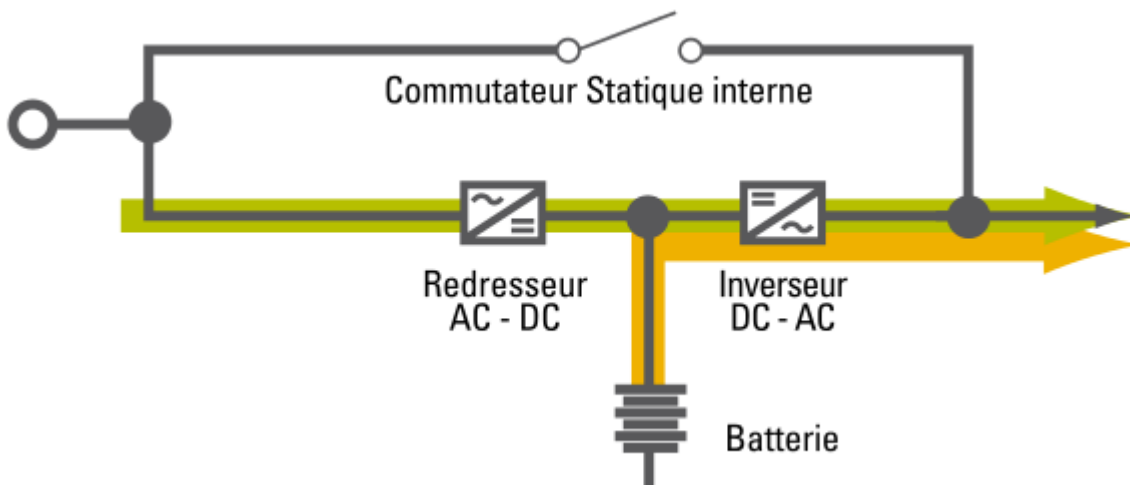 Commutateur Statique interne
Redresseur
AC - DC
Inverseur
DC - AC
Batterie